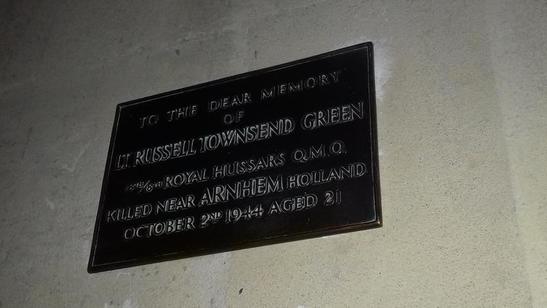 TO THE DEAR MEMORY
OF
LT RUSSELL TOWNSEND GREEN
ROYAL HUSSARS Q.M.O.
KILLED NEAR ARNHEM HOLLAND
OCTOBER 2ND 1944 AGED 21